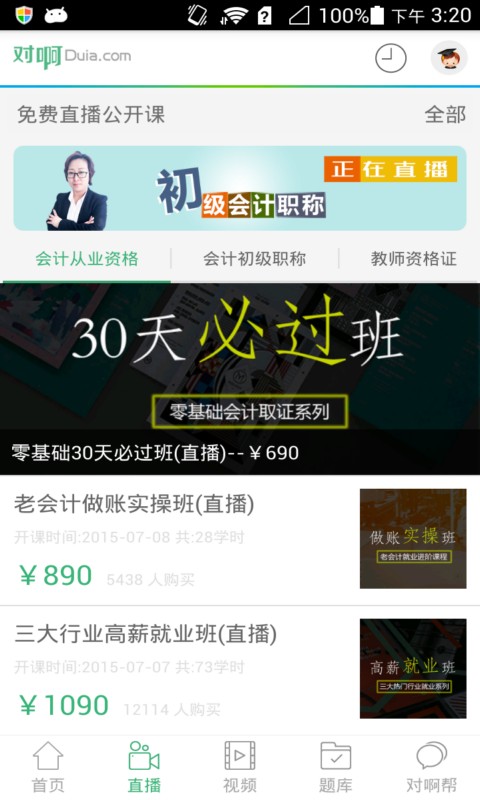 100% 下午 3:20
对啊Duia.com
免费直播公开课 全部
初级会计职称 正在直播
会计从业资格 会计初级职称 教师资格证
30天必过班
零基础会计取证系列
零基础30天必过班(直播)--￥690
老会计做账实操班(直播)
开课时间:2015-07-08 共:28学时
￥890 5438 人购买
做账实操班
老会计就业进阶课程
三大行业高薪就业班(直播)
开课时间:2015-07-07 共:73学时
￥1090 12114 人购买
高薪就业班
三大热门行业就业系列
首页 直播 视频 题库 对啊帮